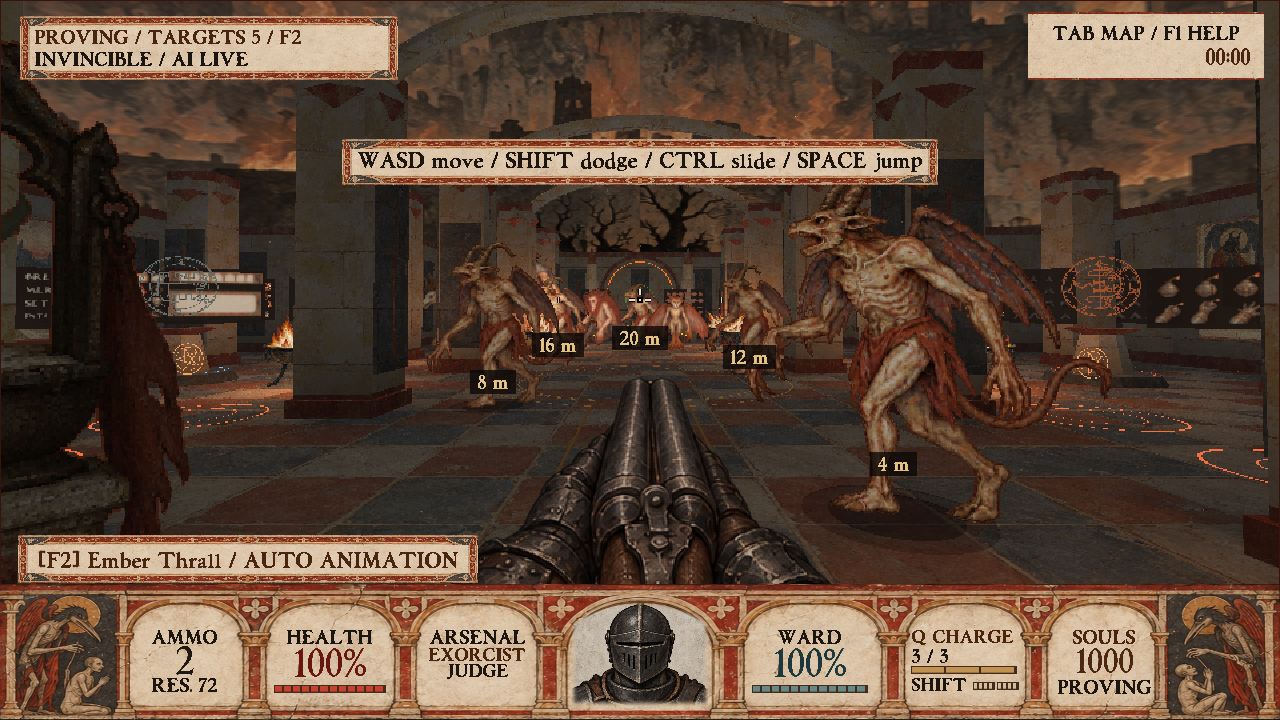 PROVING / TARGETS 5 / F2
INVINCIBLE / AI LIVE
TAB MAP / F1 HELP
00:00
WASD move / SHIFT dodge / CTRL slide / SPACE jump
16 m
20 m
12 m
8 m
4 m
[F2] Ember Thrall / AUTO ANIMATION
AMMO
2
RES. 72
HEALTH
100%
ARSENAL
EXORCIST
JUDGE
WARD
100%
Q CHARGE
3 / 3
SHIFT
SOULS
1000
PROVING